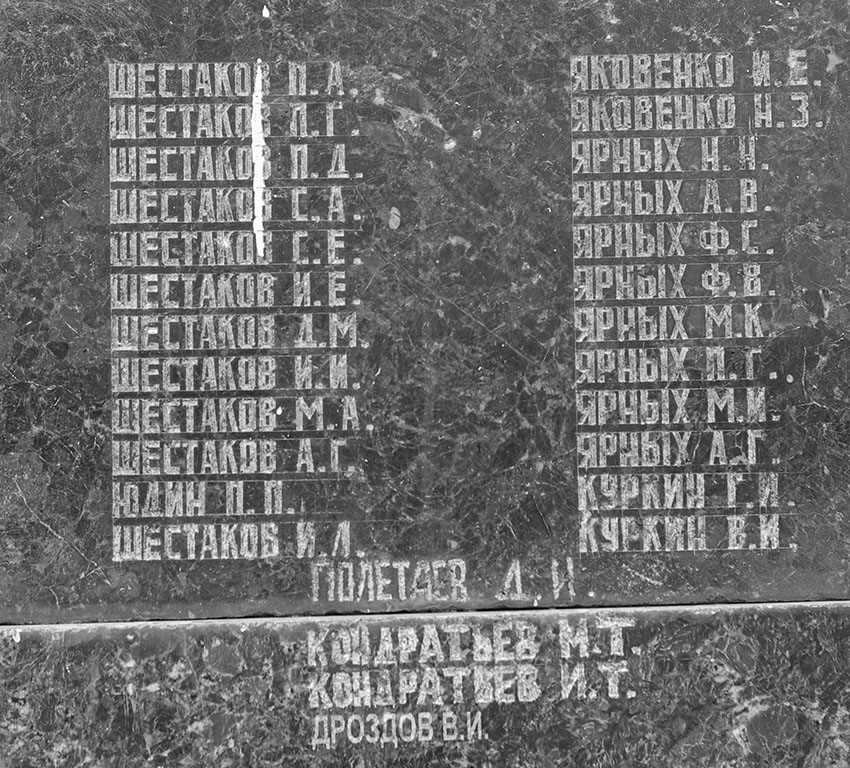 ШЕСТАКОВ П.А.
ШЕСТАКОВ Л.Г.
ШЕСТАКОВ П.Д.
ШЕСТАКОВ С.А.
ШЕСТАКОВ С.Е.
ШЕСТАКОВ И.Е.
ШЕСТАКОВ Д.М.
ШЕСТАКОВ И.И.
ШЕСТАКОВ М.А.
ШЕСТАКОВ А.Г.
ЮДИН П.П.
ШЕСТАКОВ И.Л.
ЯКОВЕНКО И.Е.
ЯКОВЕНКО Н.З.
ЯРНЫХ Н.Н.
ЯРНЫХ А.В.
ЯРНЫХ Ф.С.
ЯРНЫХ Ф.В.
ЯРНЫХ М.К.
ЯРНЫХ П.Г.
ЯРНЫХ М.И.
ЯРНЫХ А.Г.
КУРКИН Г.И.
КУРКИН В.И.
ПОЛЕТАЕВ Д.И
КОНДРАТЬЕВ М.Т.
КОНДРАТЬЕВ И.Т.
ДРОЗДОВ В.И.